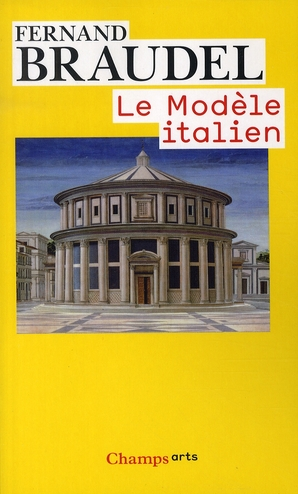 FERNAND
BRAUDEL
Le Modèle
italien
Champs arts